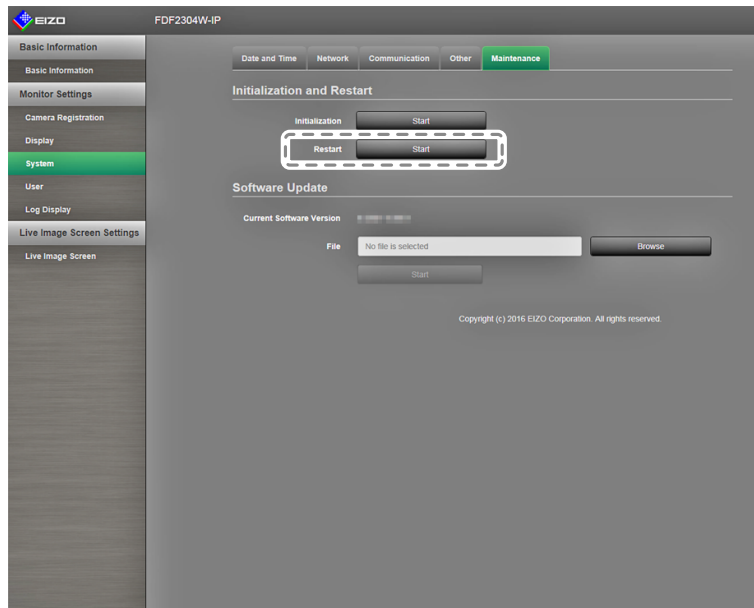 EIZO FDF2304W-IP
Basic Information
Basic Information
Monitor Settings
Camera Registration
Display
System
User
Log Display
Live Image Screen Settings
Live Image Screen
Date and Time Network Communication Other Maintenance
Initialization and Restart
Initialization Start
Restart Start
Software Update
Current Software Version
File No file is selected Browse
Start
Copyright (c) 2016 EIZO Corporation. All rights reserved.